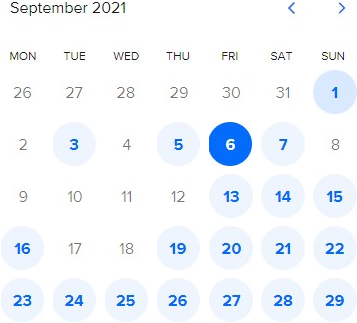 September 2021
MON TUE WED THU FRI SAT SUN
26 27 28 29 30 31 1
2 3 4 5 6 7 8
9 10 11 12 13 14 15
16 17 18 19 20 21 22
23 24 25 26 27 28 29